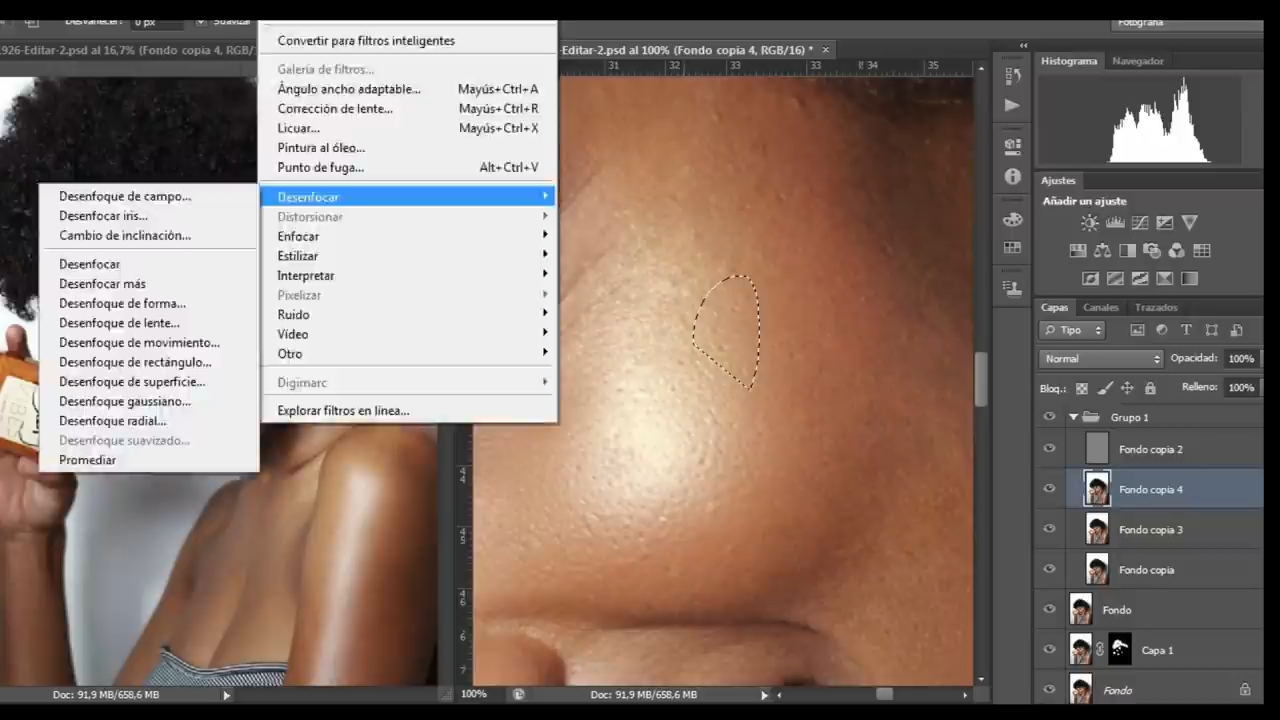 Desvanecer: 0 px Suavizar
Fotografía
926-Editar-2.psd al 16,7% (Fondo copia 4, RGB/
-Editar-2.psd al 100% (Fondo copia 4, RGB/16) * ×
31 32 33 33 34 35
Convertir para filtros inteligentes
Galería de filtros...
Ángulo ancho adaptable... Mayús+Ctrl+A
Corrección de lente... Mayús+Ctrl+R
Licuar... Mayús+Ctrl+X
Pintura al óleo...
Punto de fuga... Alt+Ctrl+V
Desenfocar
Distorsionar
Enfocar
Estilizar
Interpretar
Pixelizar
Ruido
Vídeo
Otro
Digimarc
Explorar filtros en línea...
Desenfoque de campo...
Desenfocar iris...
Cambio de inclinación...
Desenfocar
Desenfocar más
Desenfoque de forma...
Desenfoque de lente...
Desenfoque de movimiento...
Desenfoque de rectángulo...
Desenfoque de superficie...
Desenfoque gaussiano...
Desenfoque radial...
Desenfoque suavizado...
Promediar
Histograma Navegador
Ajustes
Añadir un ajuste
Capas Canales Trazados
Tipo
Normal Opacidad: 100%
Bloq.: Relleno: 100%
Grupo 1
Fondo copia 2
Fondo copia 4
Fondo copia 3
Fondo copia
Fondo
Capa 1
Fondo
Doc: 91,9 MB/658,6 MB
100% Doc: 91,9 MB/658,6 MB